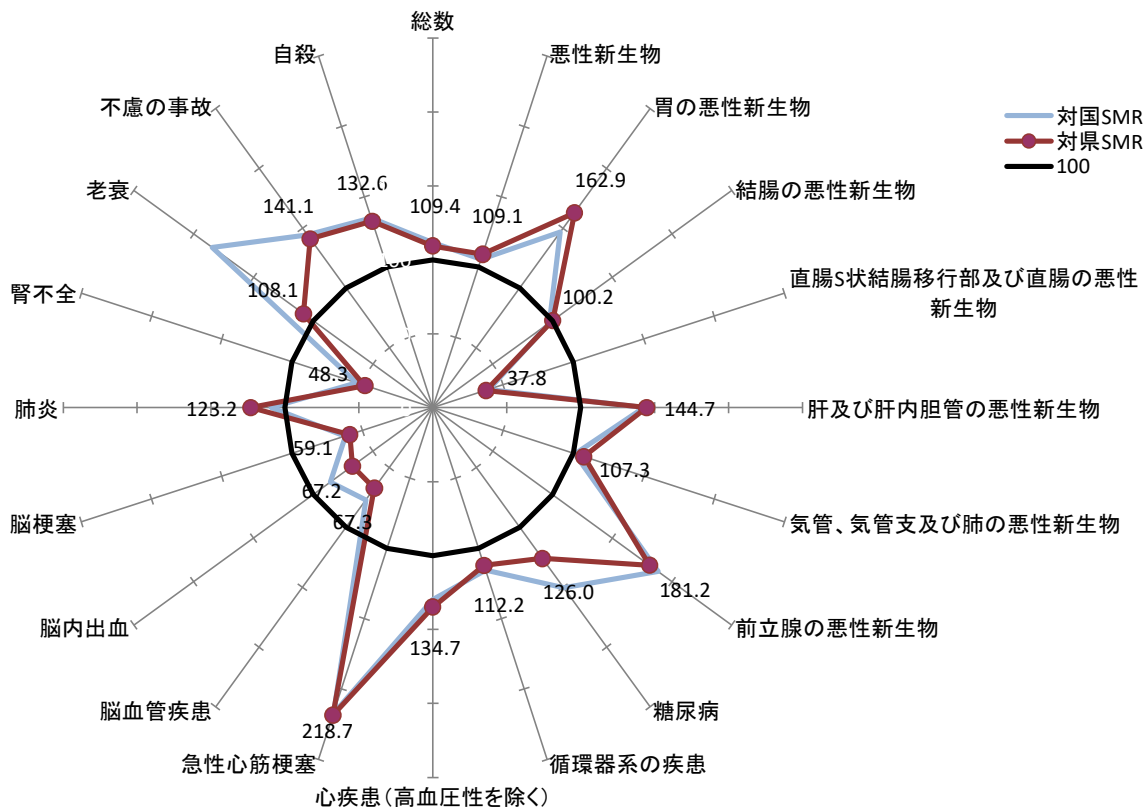 総数
自殺
悪性新生物
不慮の事故
胃の悪性新生物
対国SMR
対県SMR
100
老衰
結腸の悪性新生物
腎不全
直腸S状結腸移行部及び直腸の悪性
新生物
肺炎
肝及び肝内胆管の悪性新生物
脳梗塞
気管、気管支及び肺の悪性新生物
脳内出血
前立腺の悪性新生物
脳血管疾患
糖尿病
急性心筋梗塞
循環器系の疾患
心疾患(高血圧性を除く)
109.4
109.1
162.9
100.2
37.8
144.7
107.3
181.2
126.0
112.2
134.7
218.7
67.3
67.2
59.1
123.2
48.3
108.1
141.1
132.6